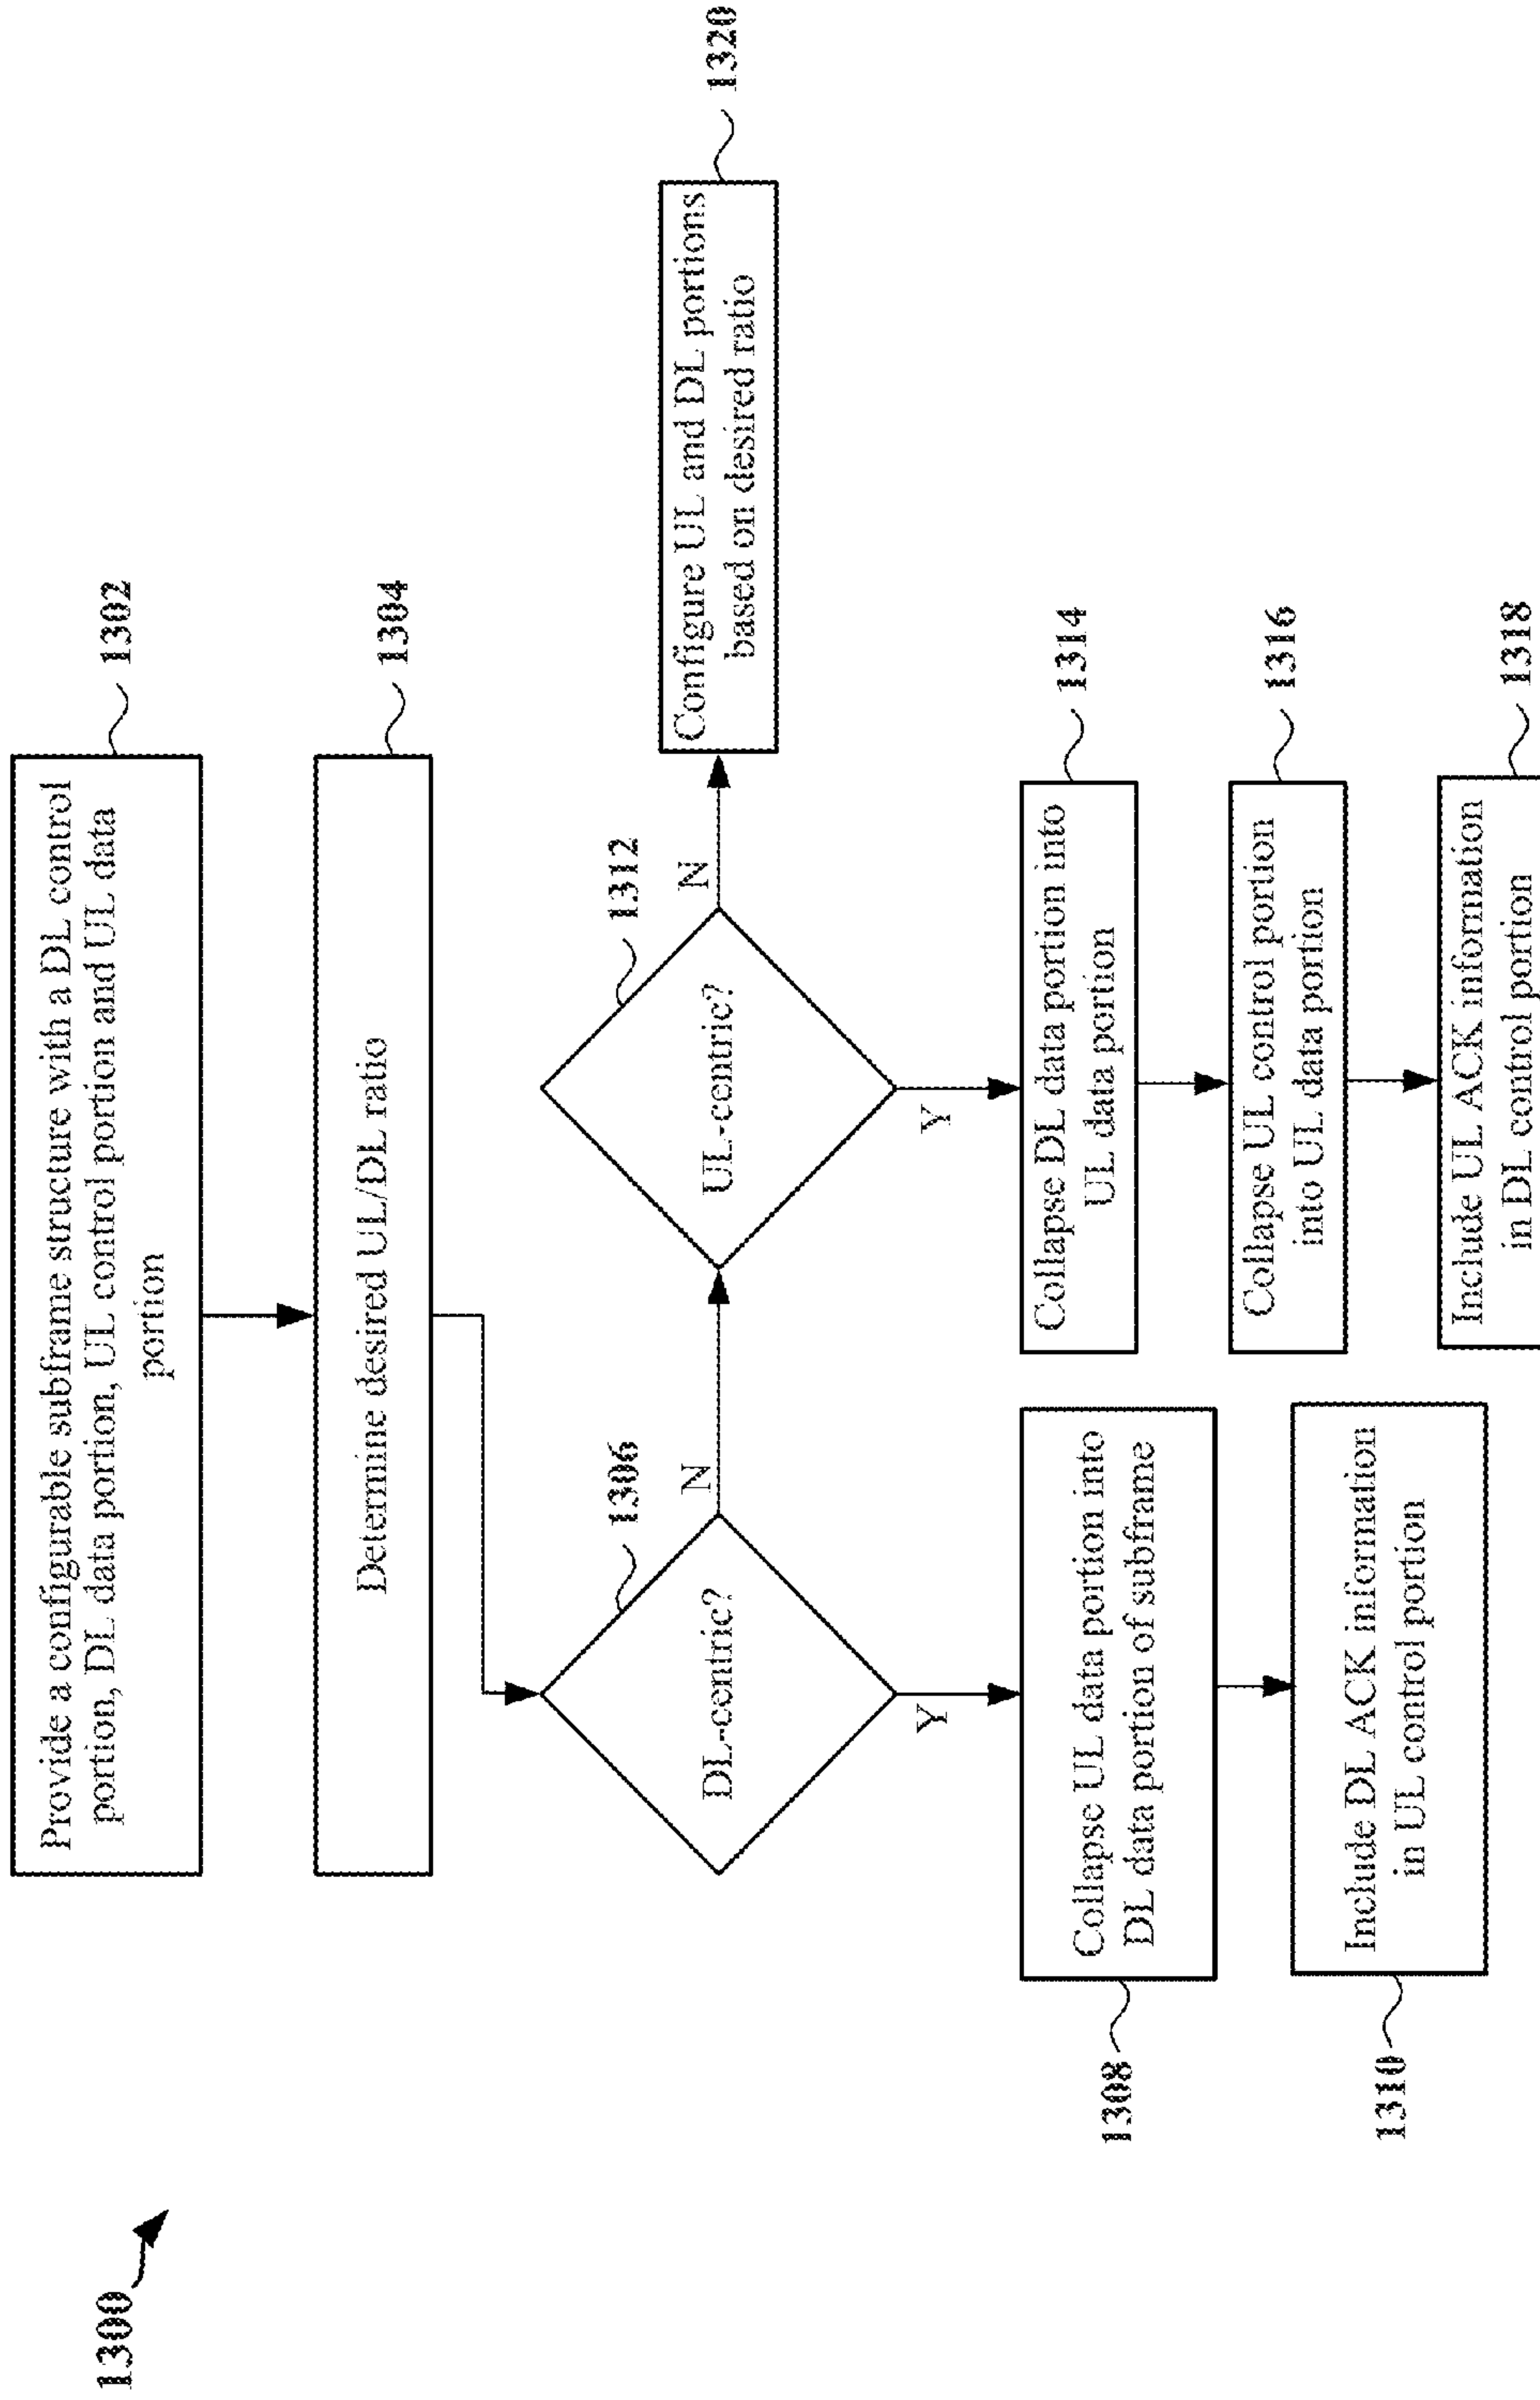 1300
Provide a configurable subframe structure with a DL control
portion, DL data portion, UL control portion and UL data
portion
1302
Determine desired UL/DL ratio
1304
DL-centric?
1306
N
Y
UL-centric?
1312
N
Y
Configure UL and DL portions
based on desired ratio
1320
Collapse UL data portion into
DL data portion of subframe
1308
Include DL ACK information
in UL control portion
1310
Collapse DL data portion into
UL data portion
1314
Collapse UL control portion
into UL data portion
1316
Include UL ACK information
in DL control portion
1318